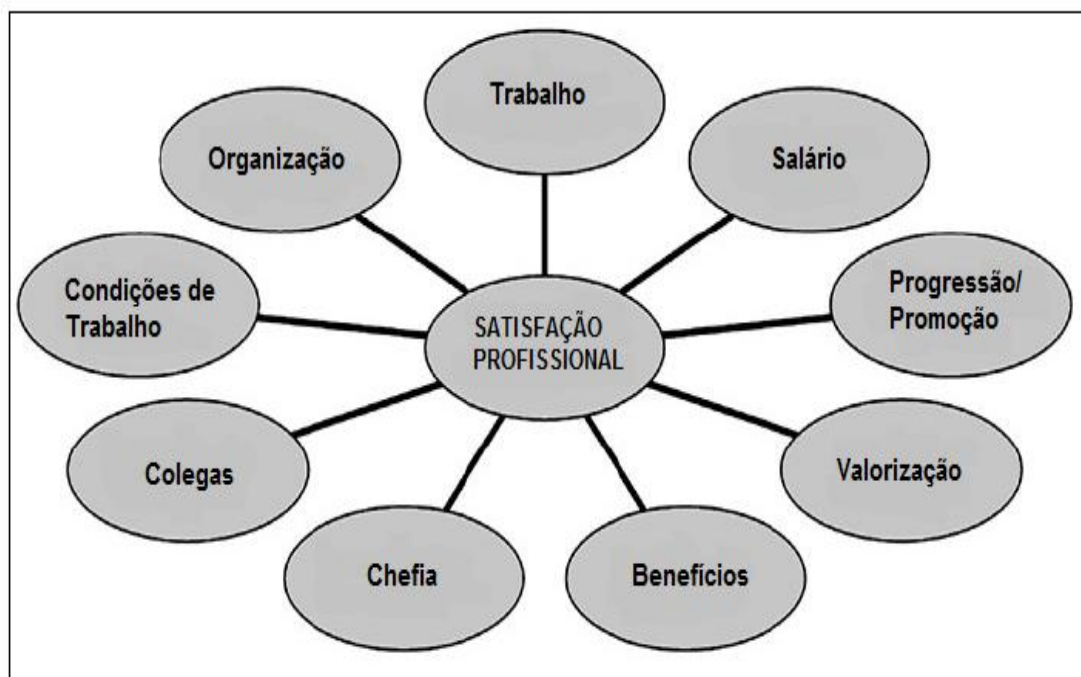 Trabalho
Organização
Salário
Condições de
Trabalho
Progressão/
Promoção
SATISFAÇÃO
PROFISSIONAL
Colegas
Valorização
Chefia
Benefícios